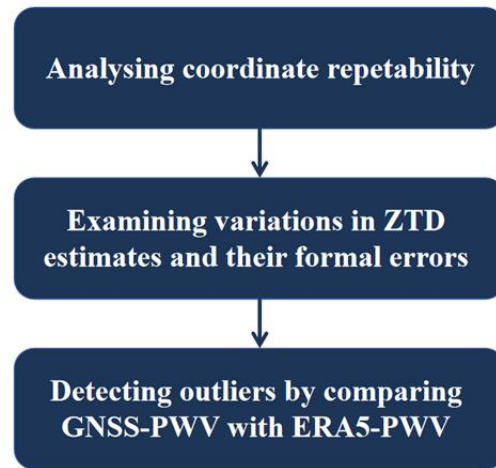 Analysing coordinate repetability
Examining variations in ZTD
estimates and their formal errors
Detecting outliers by comparing
GNSS-PWV with ERA5-PWV